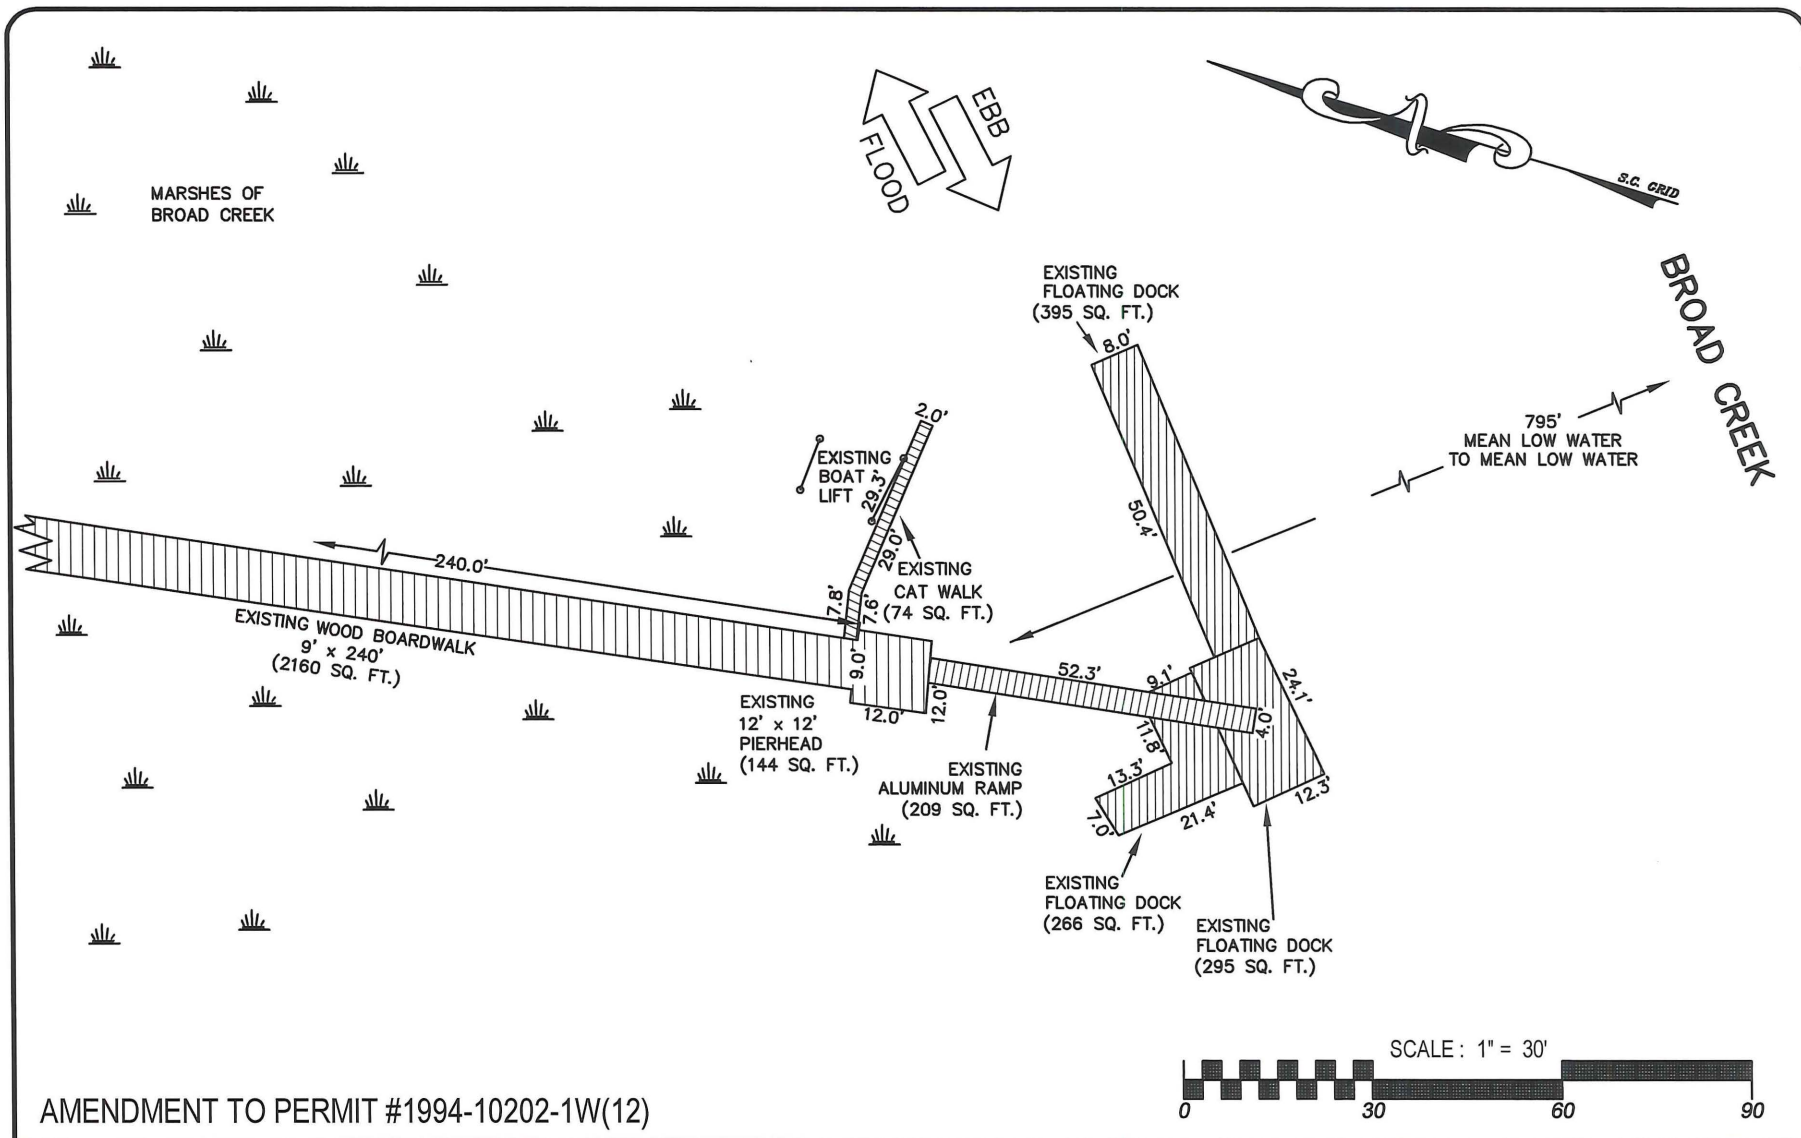 MARSHES OF
BROAD CREEK
EBB
FLOOD
S.C. GRID
BROAD CREEK
EXISTING
FLOATING DOCK
(395 SQ. FT.)
8.0'
50.4'
795'
MEAN LOW WATER
TO MEAN LOW WATER
2.0'
EXISTING
BOAT
LIFT
29.3'
29.0'
EXISTING
CAT WALK
(74 SQ. FT.)
7.8'
7.6'
240.0'
EXISTING WOOD BOARDWALK
9' x 240'
(2160 SQ. FT.)
9.0'
12.0'
12.0'
EXISTING
12' x 12'
PIERHEAD
(144 SQ. FT.)
52.3'
4.0'
EXISTING
ALUMINUM RAMP
(209 SQ. FT.)
9.1'
11.8'
13.3'
7.0'
21.4'
24.1'
12.3'
EXISTING
FLOATING DOCK
(266 SQ. FT.)
EXISTING
FLOATING DOCK
(295 SQ. FT.)
SCALE : 1" = 30'
0 30 60 90
AMENDMENT TO PERMIT #1994-10202-1W(12)